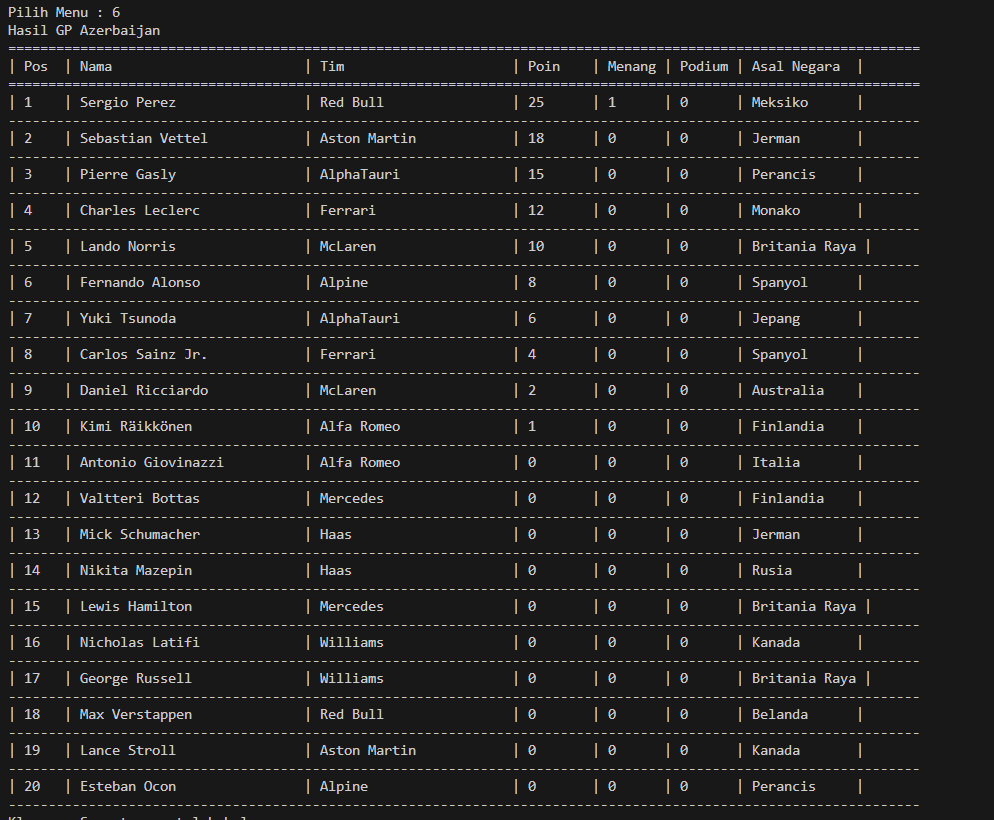 Pilih Menu : 6
Hasil GP Azerbaijan
==================================================================================================================
| Pos  | Nama                        | Tim                     | Poin    | Menang | Podium | Asal Negara  |
==================================================================================================================
| 1    | Sergio Perez                | Red Bull                | 25      | 1      | 0      | Meksiko      |
------------------------------------------------------------------------------------------------------------------
| 2    | Sebastian Vettel            | Aston Martin            | 18      | 0      | 0      | Jerman       |
------------------------------------------------------------------------------------------------------------------
| 3    | Pierre Gasly                | AlphaTauri              | 15      | 0      | 0      | Perancis     |
------------------------------------------------------------------------------------------------------------------
| 4    | Charles Leclerc             | Ferrari                 | 12      | 0      | 0      | Monako       |
------------------------------------------------------------------------------------------------------------------
| 5    | Lando Norris                | McLaren                 | 10      | 0      | 0      | Britania Raya |
------------------------------------------------------------------------------------------------------------------
| 6    | Fernando Alonso             | Alpine                  | 8       | 0      | 0      | Spanyol      |
------------------------------------------------------------------------------------------------------------------
| 7    | Yuki Tsunoda                | AlphaTauri              | 6       | 0      | 0      | Jepang       |
------------------------------------------------------------------------------------------------------------------
| 8    | Carlos Sainz Jr.            | Ferrari                 | 4       | 0      | 0      | Spanyol      |
------------------------------------------------------------------------------------------------------------------
| 9    | Daniel Ricciardo            | McLaren                 | 2       | 0      | 0      | Australia    |
------------------------------------------------------------------------------------------------------------------
| 10   | Kimi Räikkönen              | Alfa Romeo              | 1       | 0      | 0      | Finlandia    |
------------------------------------------------------------------------------------------------------------------
| 11   | Antonio Giovinazzi          | Alfa Romeo              | 0       | 0      | 0      | Italia       |
------------------------------------------------------------------------------------------------------------------
| 12   | Valtteri Bottas             | Mercedes                | 0       | 0      | 0      | Finlandia    |
------------------------------------------------------------------------------------------------------------------
| 13   | Mick Schumacher             | Haas                    | 0       | 0      | 0      | Jerman       |
------------------------------------------------------------------------------------------------------------------
| 14   | Nikita Mazepin              | Haas                    | 0       | 0      | 0      | Rusia        |
------------------------------------------------------------------------------------------------------------------
| 15   | Lewis Hamilton              | Mercedes                | 0       | 0      | 0      | Britania Raya |
------------------------------------------------------------------------------------------------------------------
| 16   | Nicholas Latifi             | Williams                | 0       | 0      | 0      | Kanada       |
------------------------------------------------------------------------------------------------------------------
| 17   | George Russell              | Williams                | 0       | 0      | 0      | Britania Raya |
------------------------------------------------------------------------------------------------------------------
| 18   | Max Verstappen              | Red Bull                | 0       | 0      | 0      | Belanda      |
------------------------------------------------------------------------------------------------------------------
| 19   | Lance Stroll                | Aston Martin            | 0       | 0      | 0      | Kanada       |
------------------------------------------------------------------------------------------------------------------
| 20   | Esteban Ocon                | Alpine                  | 0       | 0      | 0      | Perancis     |
------------------------------------------------------------------------------------------------------------------